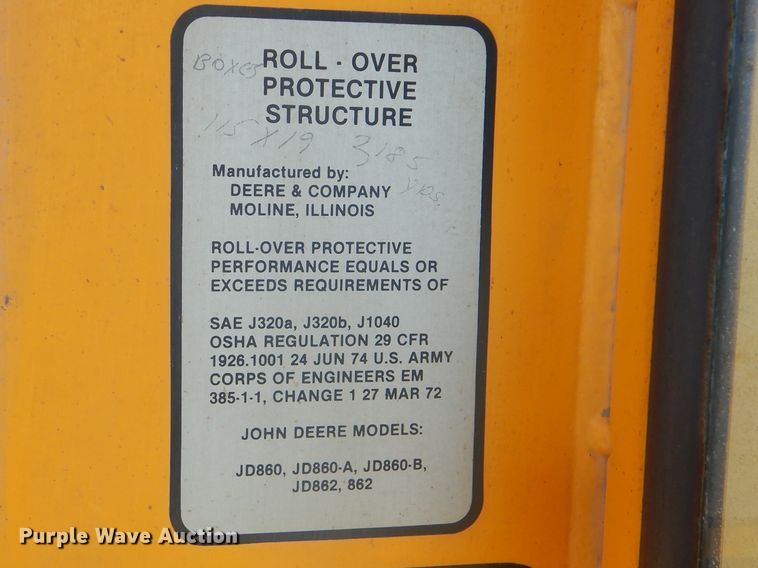 ROLL - OVER
PROTECTIVE
STRUCTURE
BOXES
115 X 19 3185
YDS.
Manufactured by:
DEERE & COMPANY
MOLINE, ILLINOIS
ROLL-OVER PROTECTIVE
PERFORMANCE EQUALS OR
EXCEEDS REQUIREMENTS OF
SAE J320a, J320b, J1040
OSHA REGULATION 29 CFR
1926.1001 24 JUN 74 U.S. ARMY
CORPS OF ENGINEERS EM
385-1-1, CHANGE 1 27 MAR 72
JOHN DEERE MODELS:
JD860, JD860-A, JD860-B,
JD862, 862
Purple Wave Auction